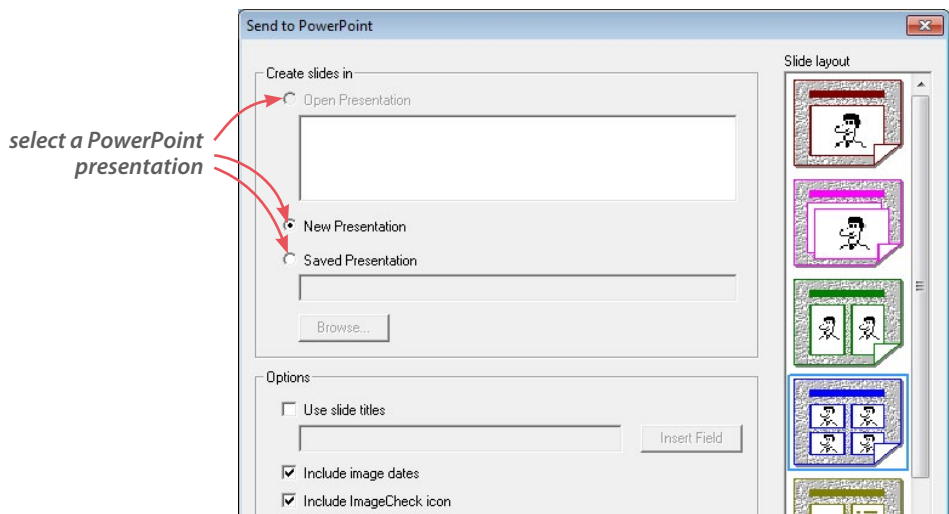 Send to PowerPoint
Slide layout
Create slides in
Open Presentation
select a PowerPoint
presentation
New Presentation
Saved Presentation
Browse...
Options
Use slide titles
Insert Field
Include image dates
Include ImageCheck icon